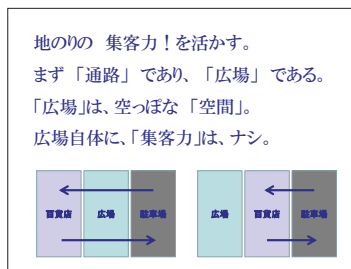 地のりの 集客力！を活かす。
まず「通路」であり、「広場」である。
「広場」は、空っぽな「空間」。
広場自体に、「集客力」は、ナシ。
百貨店 広場 駐車場 広場 百貨店 駐車場